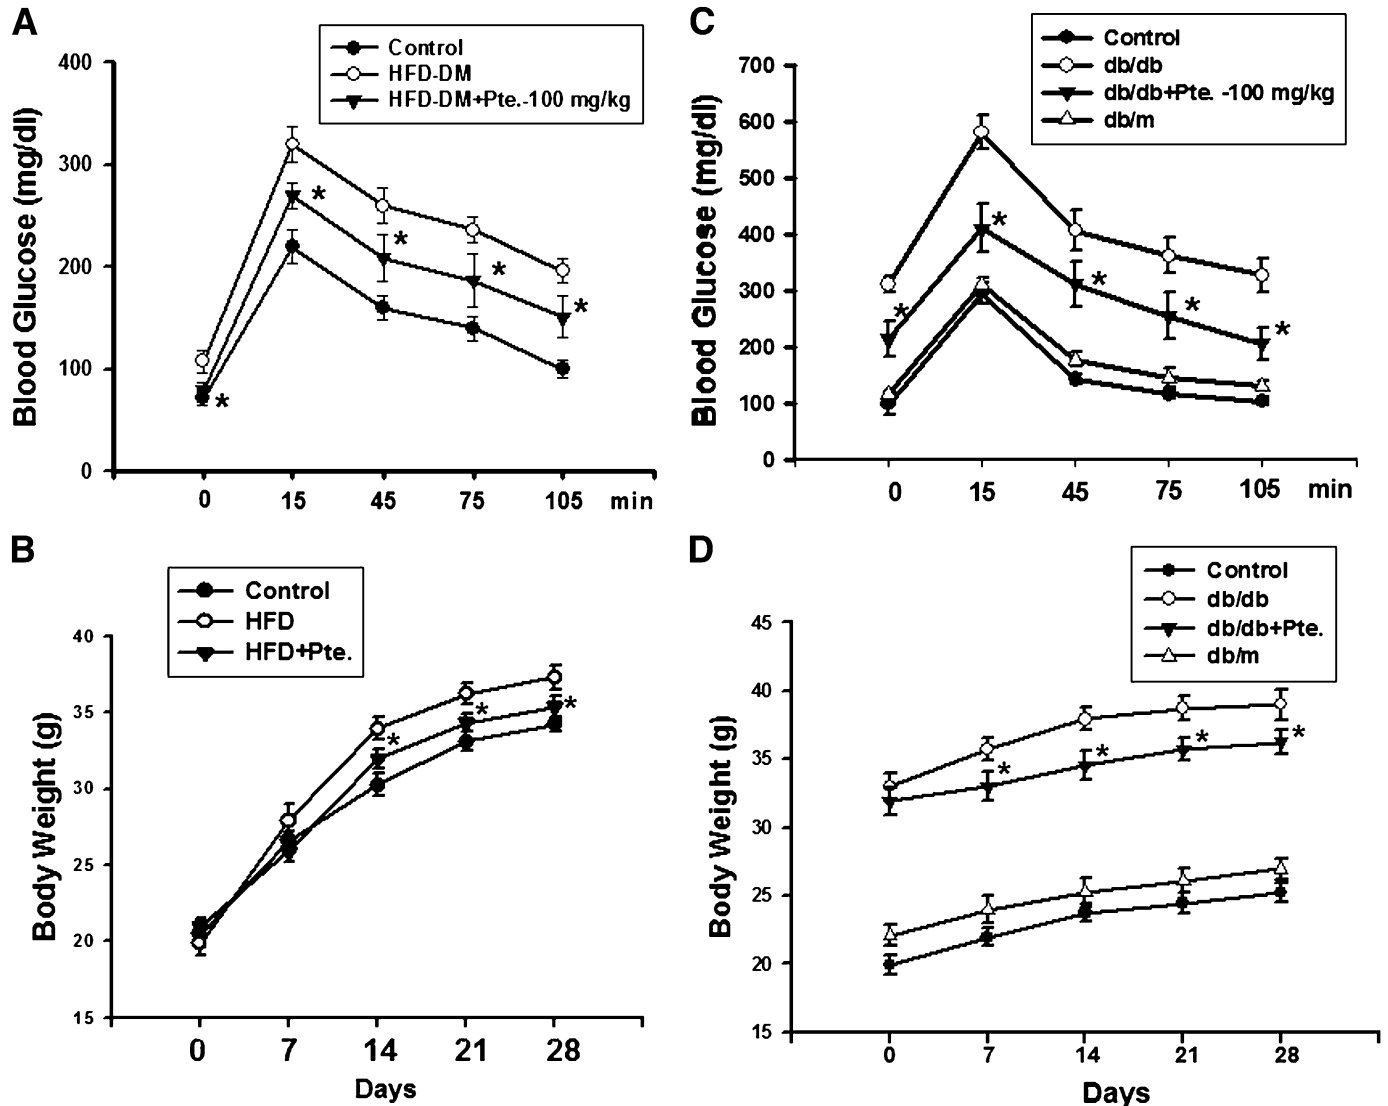 A
Control
HFD-DM
HFD-DM+Pte.-100 mg/kg
Blood Glucose (mg/dl)
400
300
200
100
0
0 15 45 75 105 min
* * * * *
C
Control
db/db
db/db+Pte. -100 mg/kg
db/m
Blood Glucose (mg/dl)
700
600
500
400
300
200
100
0
0 15 45 75 105 min
* * * * *
B
Control
HFD
HFD+Pte.
Body Weight (g)
40
35
30
25
20
15
0 7 14 21 28
Days
* * *
D
Control
db/db
db/db+Pte.
db/m
Body Weight (g)
45
40
35
30
25
20
15
0 7 14 21 28
Days
* * * *